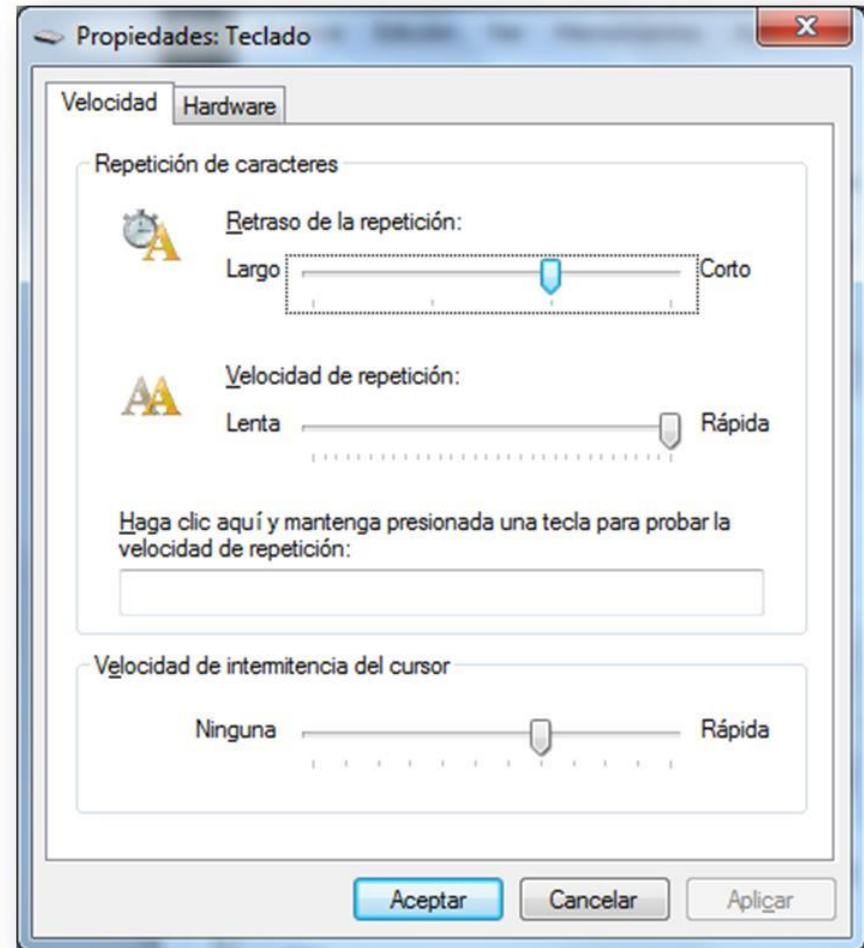 Propiedades: Teclado
Velocidad
Hardware
Repetición de caracteres
Retraso de la repetición:
Largo
Corto
Velocidad de repetición:
Lenta
Rápida
Haga clic aquí y mantenga presionada una tecla para probar la
velocidad de repetición:
Velocidad de intermitencia del cursor
Ninguna
Rápida
Aceptar
Cancelar
Aplicar